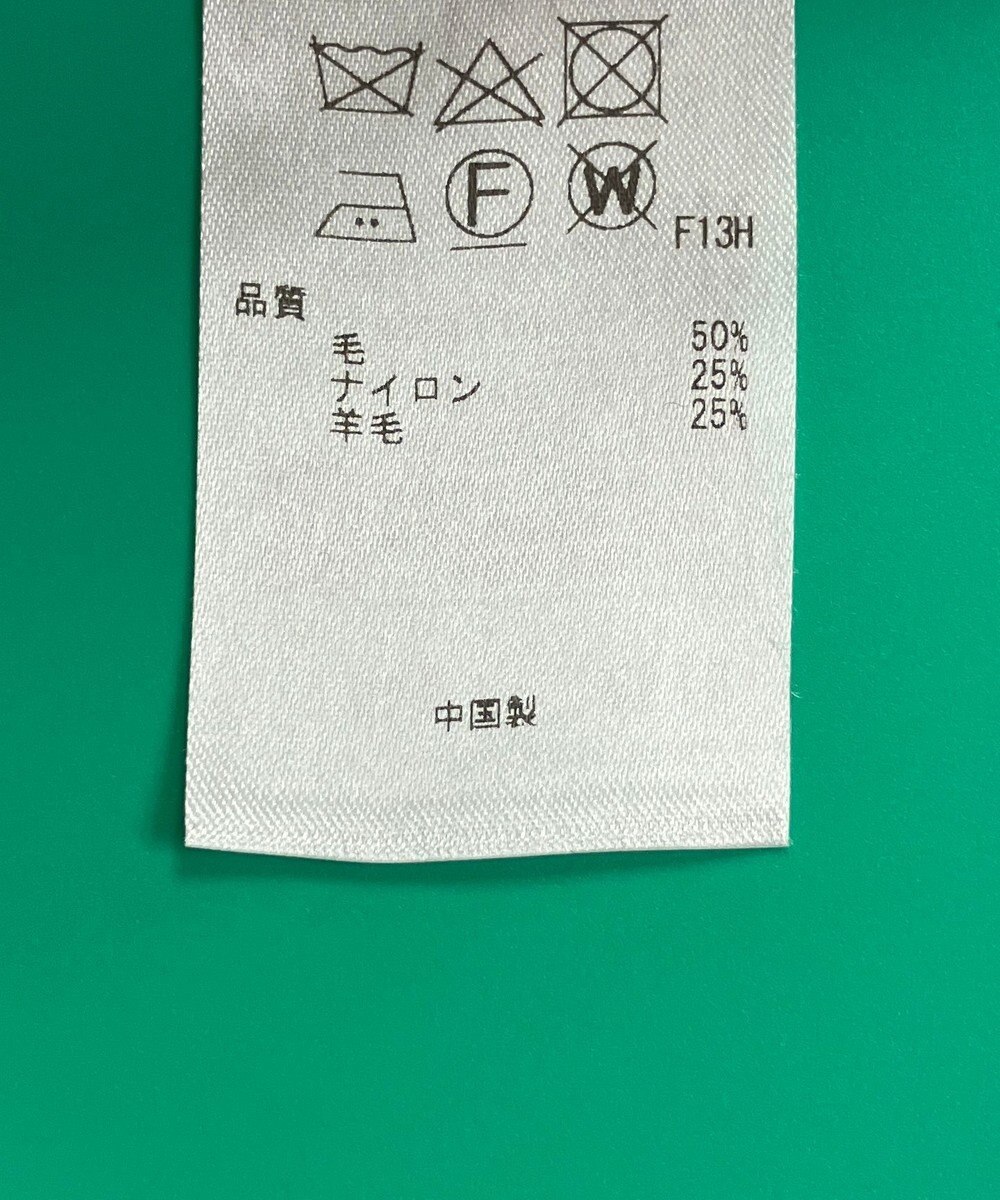 F W F13H
品質
毛 50%
ナイロン 25%
羊毛 25%
中国製